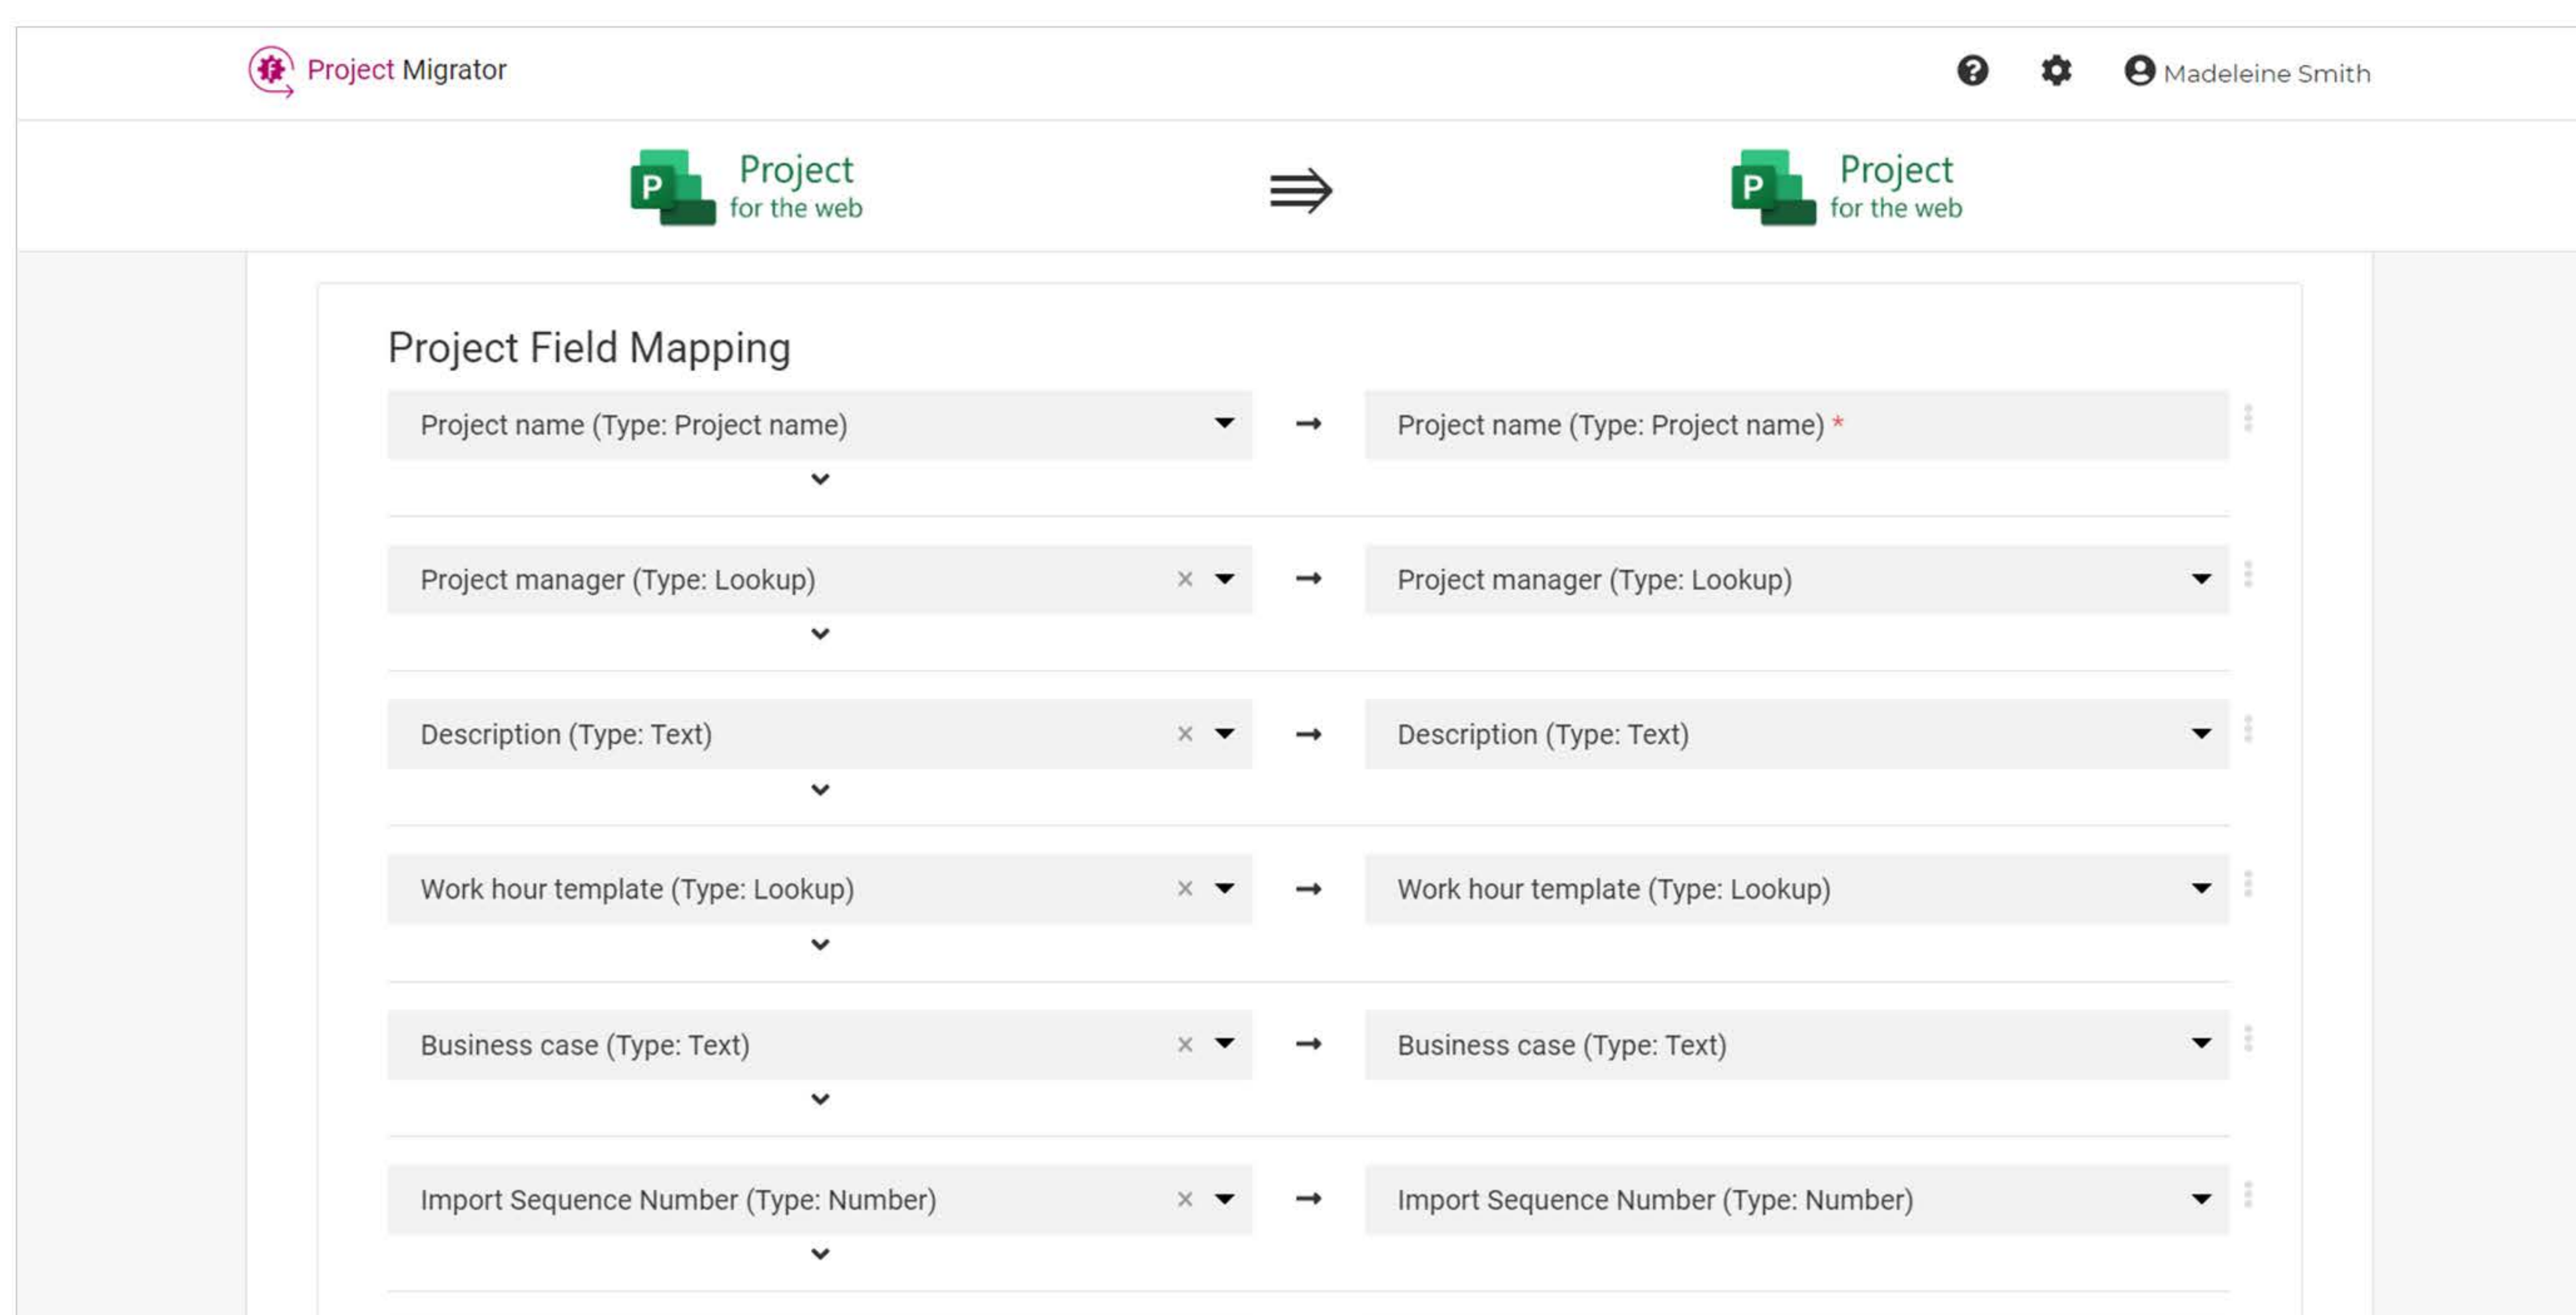 Project Migrator
Madeleine Smith
P Project
for the web
P Project
for the web
Project Field Mapping
Project name (Type: Project name) Project name (Type: Project name) *
Project manager (Type: Lookup) Project manager (Type: Lookup)
Description (Type: Text) Description (Type: Text)
Work hour template (Type: Lookup) Work hour template (Type: Lookup)
Business case (Type: Text) Business case (Type: Text)
Import Sequence Number (Type: Number) Import Sequence Number (Type: Number)